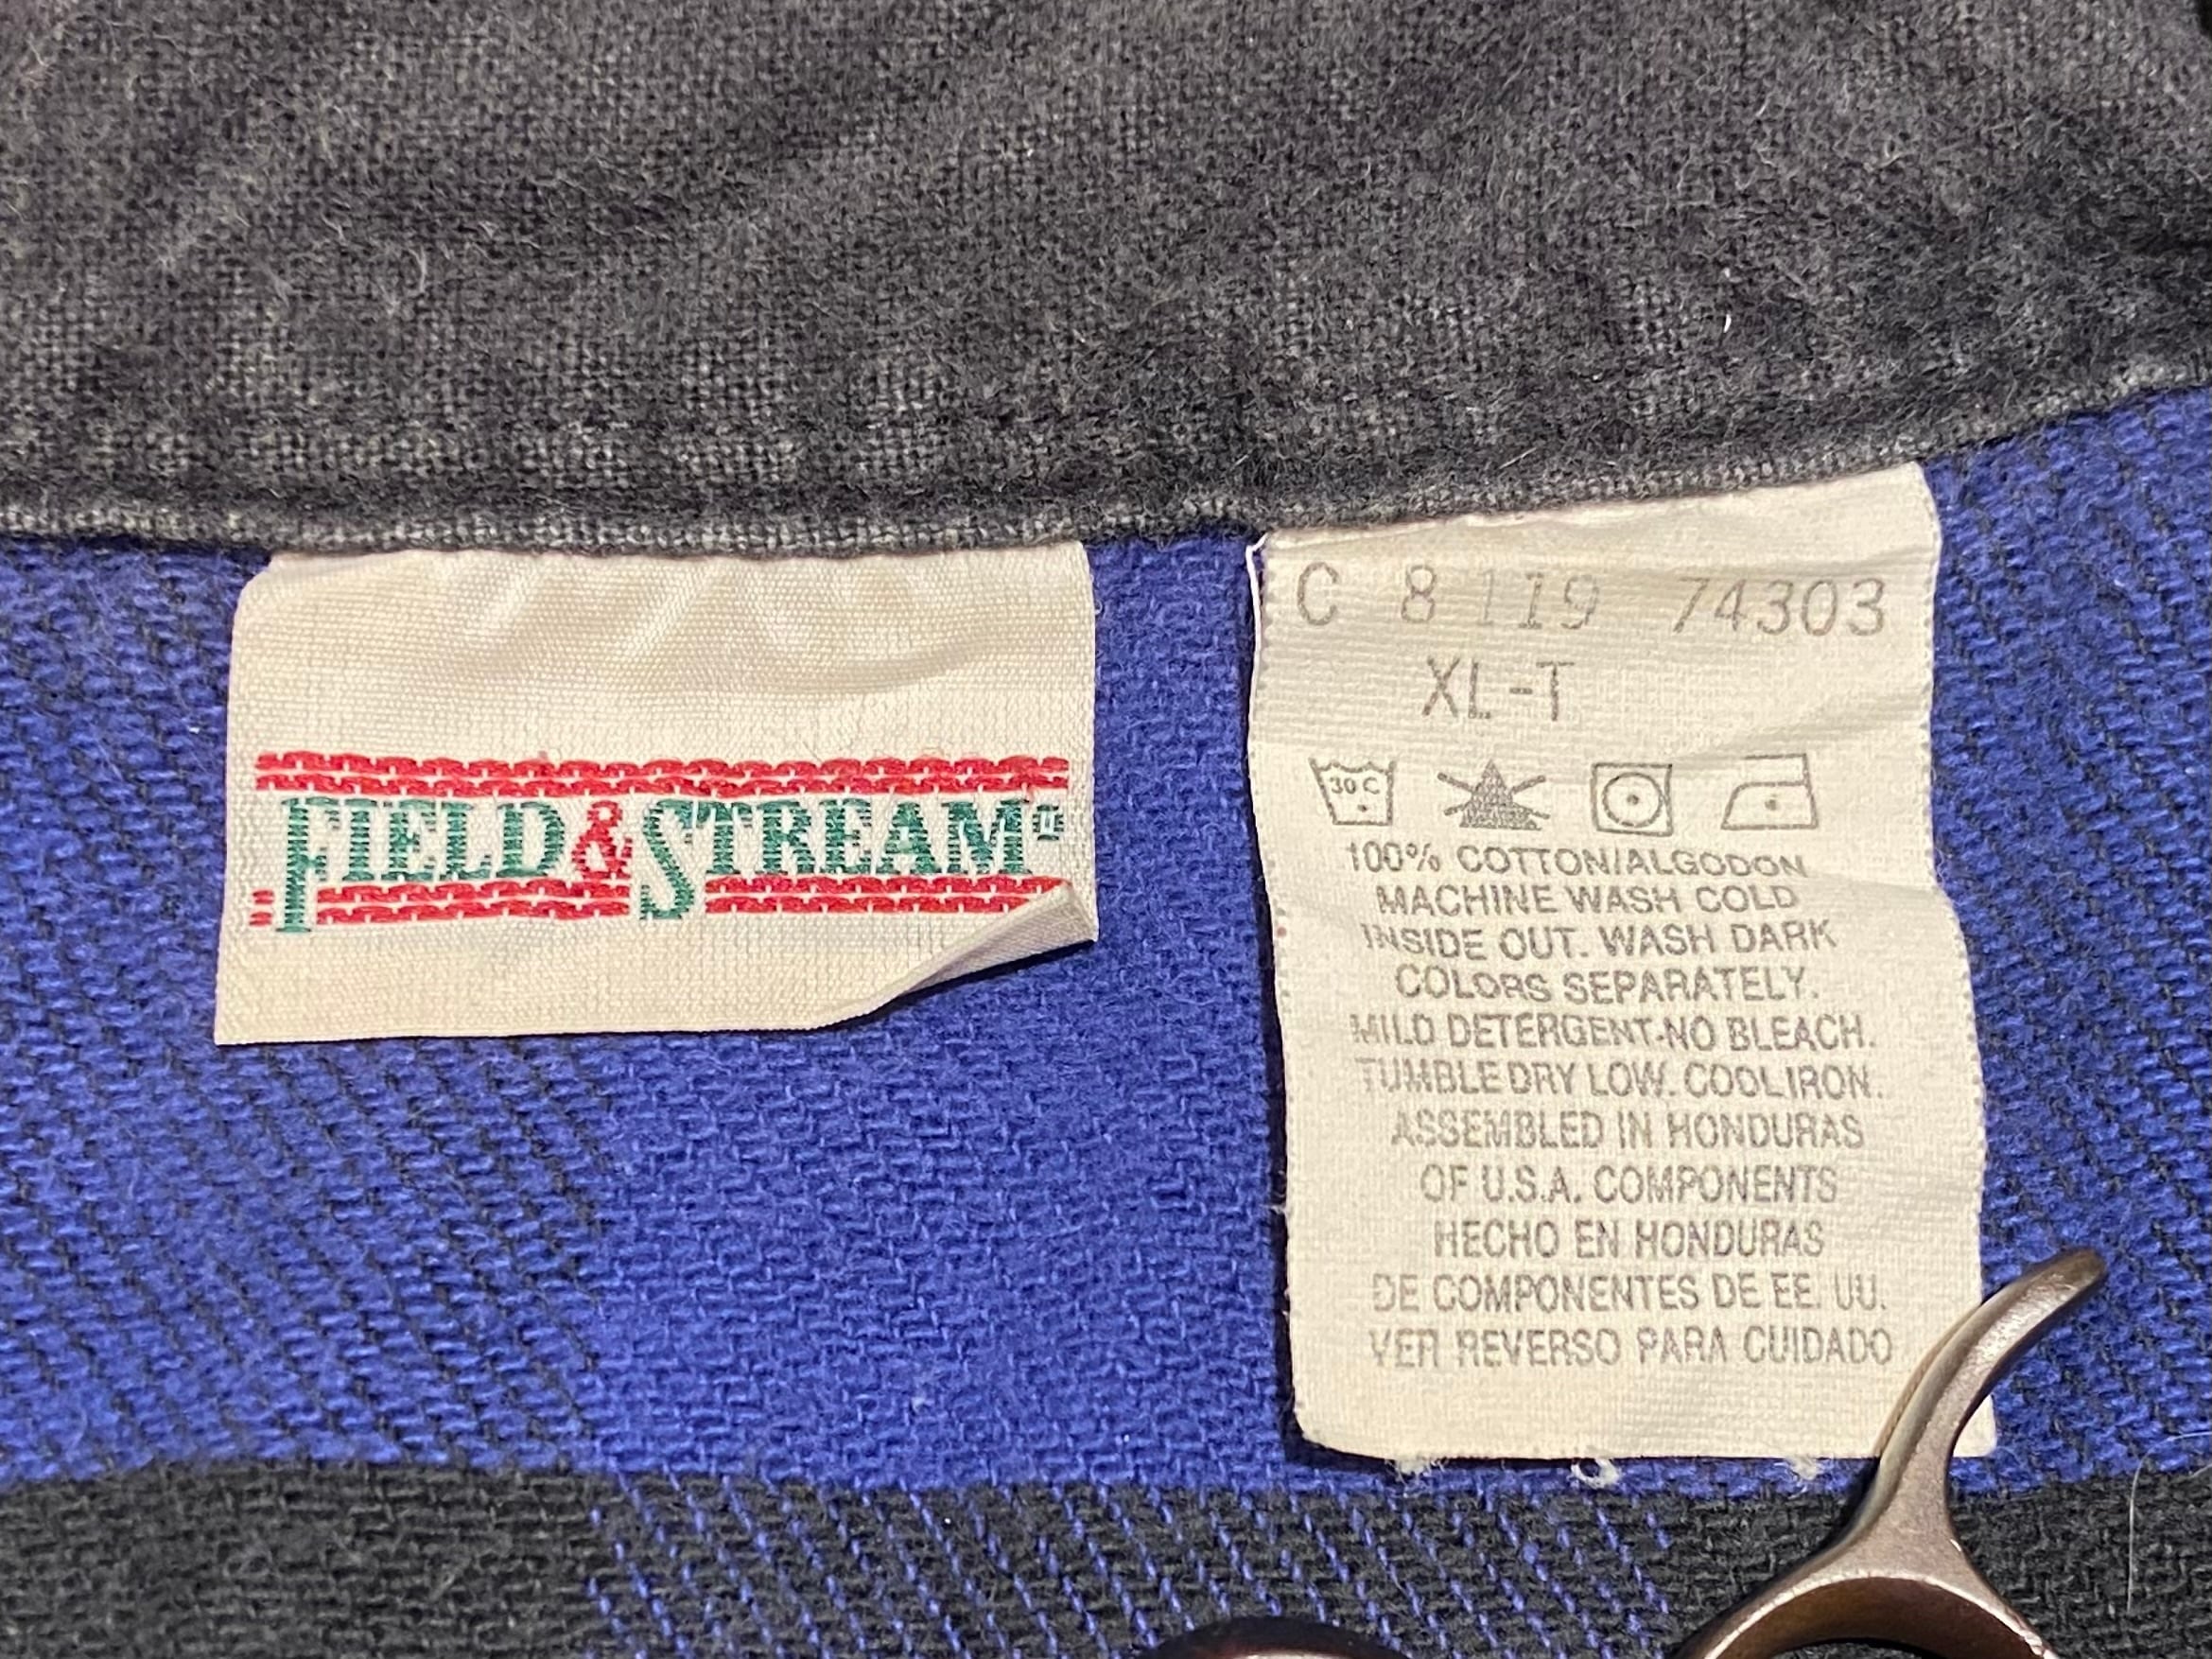 FIELD & STREAM®
C 8 119 74303
XL-T
30 C
100% COTTON/ALGODON
MACHINE WASH COLD
INSIDE OUT. WASH DARK
COLORS SEPARATELY.
MILD DETERGENT-NO BLEACH.
TUMBLE DRY LOW. COOL IRON.
ASSEMBLED IN HONDURAS
OF U.S.A. COMPONENTS
HECHO EN HONDURAS
DE COMPONENTES DE EE. UU.
VER REVERSO PARA CUIDADO